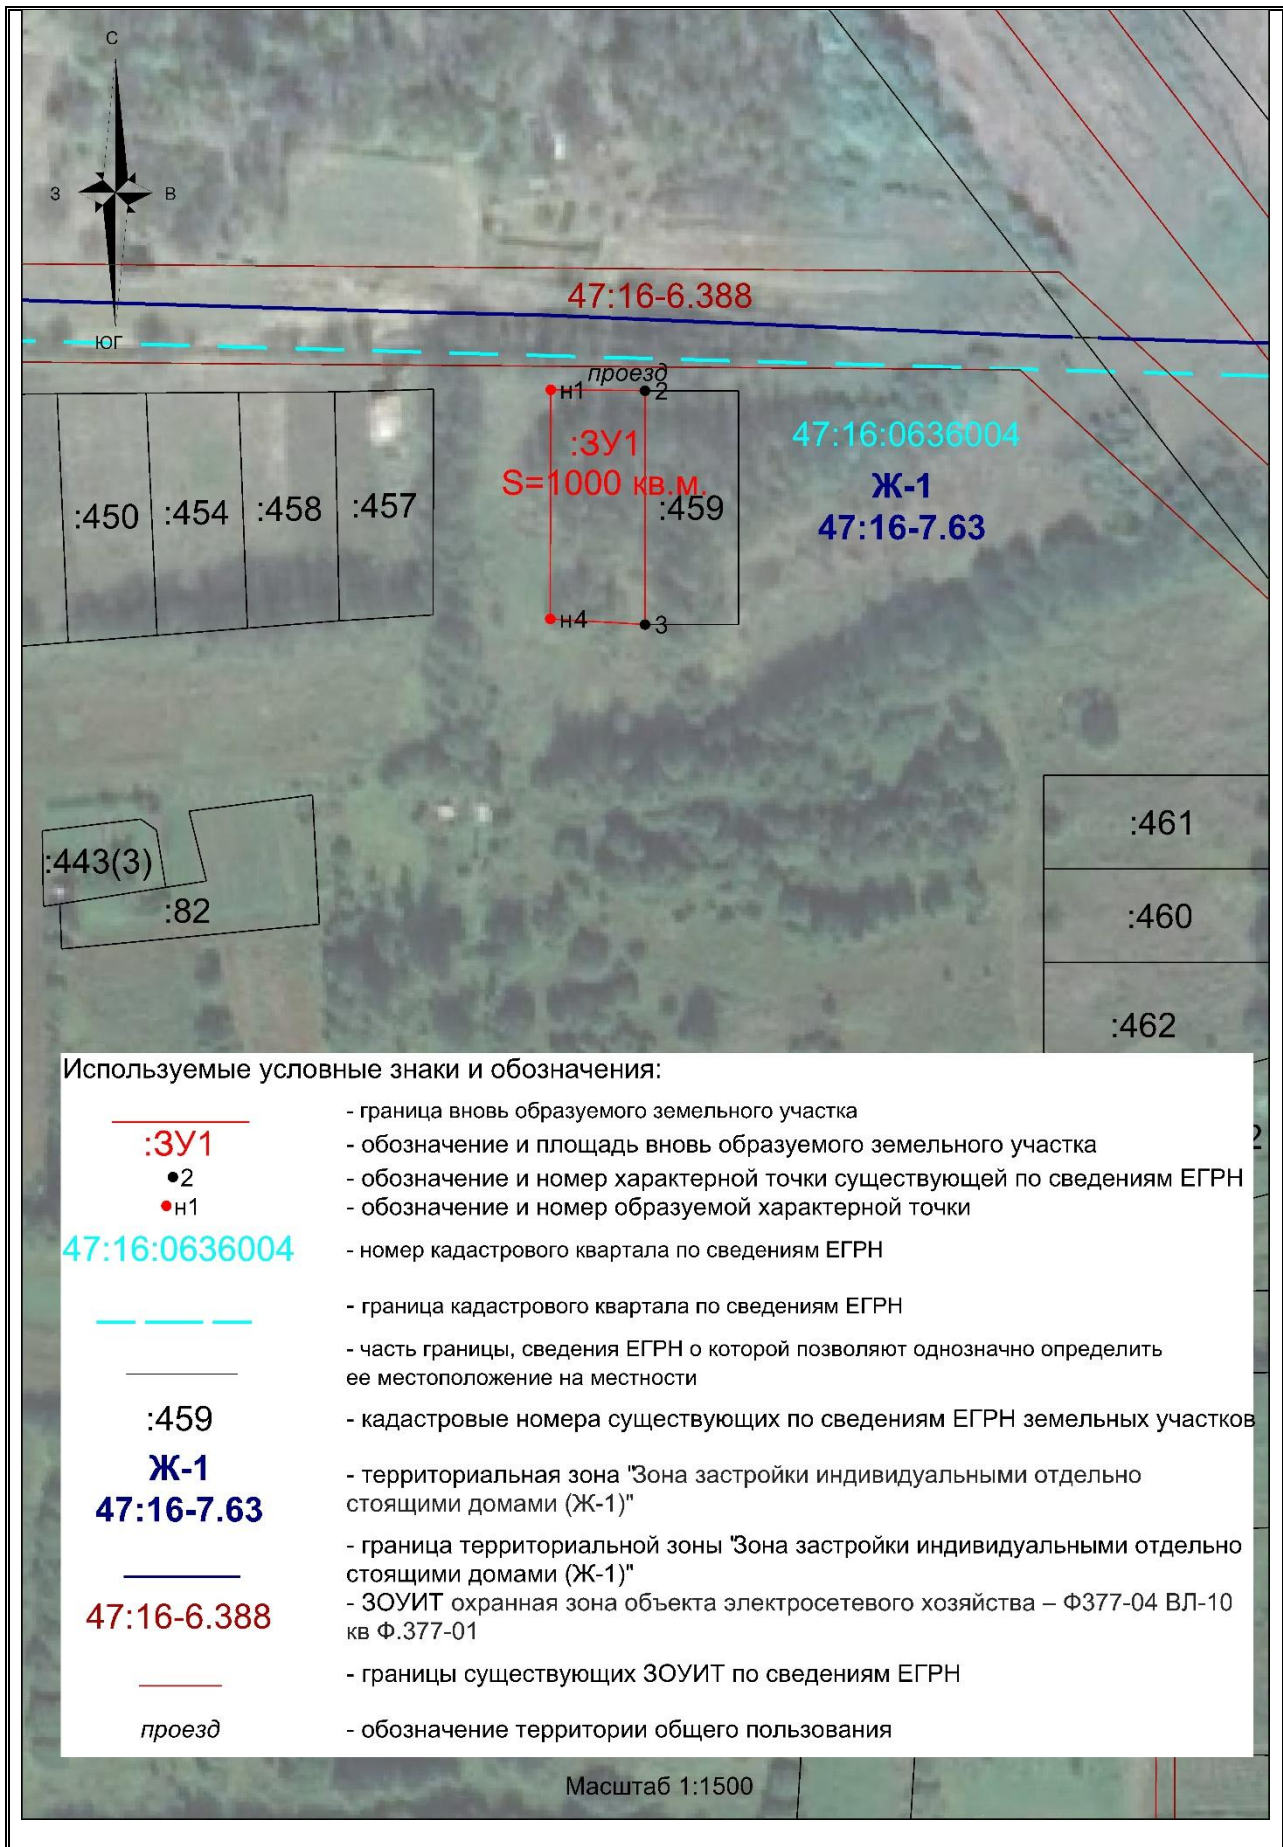 С
З
В
ЮГ
47:16-6.388
проезд
н1
2
:ЗУ1
S=1000 кв.м.
47:16:0636004
Ж-1
47:16-7.63
:450
:454
:458
:457
:459
н4
3
:461
:443(3)
:82
:460
:462
Используемые условные знаки и обозначения:
- граница вновь образуемого земельного участка
:ЗУ1 - обозначение и площадь вновь образуемого земельного участка
2 - обозначение и номер характерной точки существующей по сведениям ЕГРН
н1 - обозначение и номер образуемой характерной точки
47:16:0636004 - номер кадастрового квартала по сведениям ЕГРН
- граница кадастрового квартала по сведениям ЕГРН
- часть границы, сведения ЕГРН о которой позволяют однозначно определить
ее местоположение на местности
:459 - кадастровые номера существующих по сведениям ЕГРН земельных участков
Ж-1
47:16-7.63
- территориальная зона "Зона застройки индивидуальными отдельно
стоящими домами (Ж-1)"
- граница территориальной зоны "Зона застройки индивидуальными отдельно
стоящими домами (Ж-1)"
47:16-6.388
- ЗОУИТ охранная зона объекта электросетевого хозяйства – Ф377-04 ВЛ-10
кв Ф.377-01
- границы существующих ЗОУИТ по сведениям ЕГРН
проезд - обозначение территории общего пользования
Масштаб 1:1500